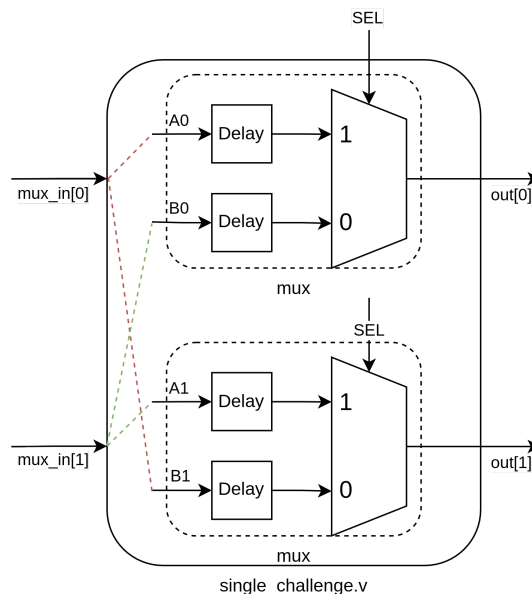 SEL
A0
Delay
1
mux_in[0]
out[0]
B0
Delay
0
mux
SEL
A1
Delay
1
mux_in[1]
out[1]
B1
Delay
0
mux
single_challenge.v